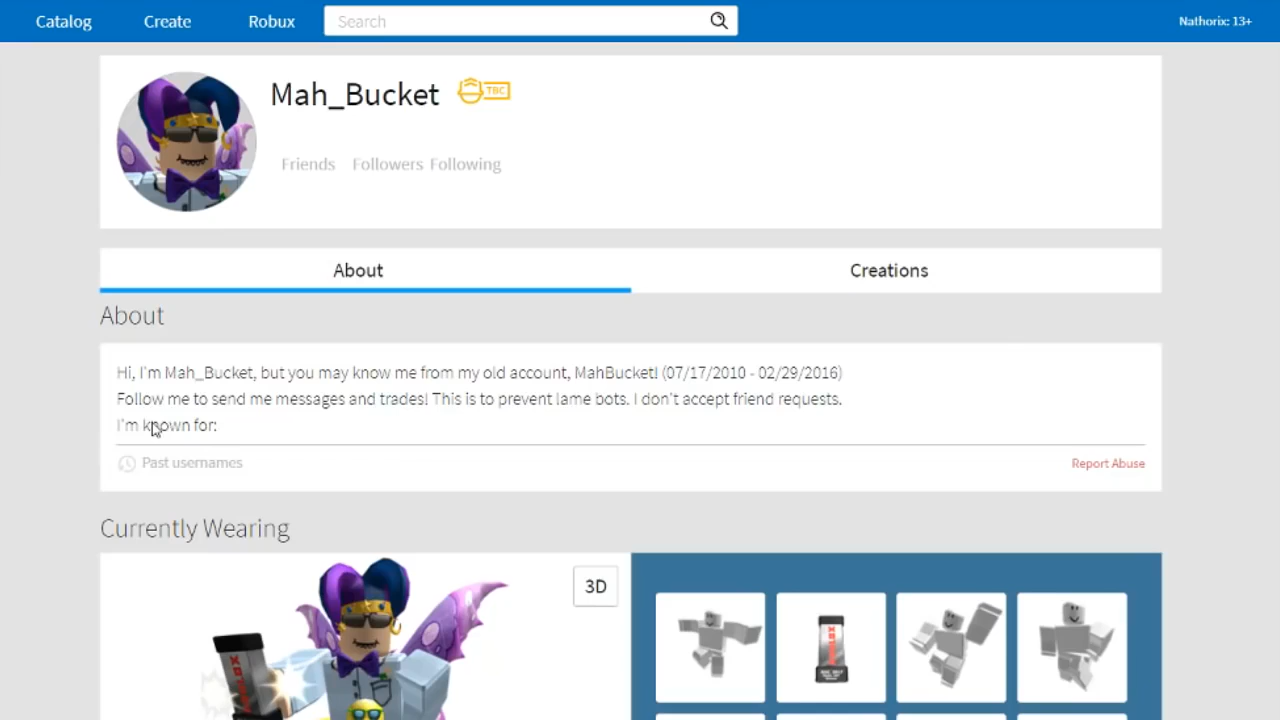 Catalog Create Robux Search Nathorix: 13+
Mah_Bucket TBC
Friends Followers Following
About Creations
About
Hi, I'm Mah_Bucket, but you may know me from my old account, MahBucket! (07/17/2010 - 02/29/2016)
Follow me to send me messages and trades! This is to prevent lame bots. I don't accept friend requests.
I'm known for:
Past usernames Report Abuse
Currently Wearing
3D